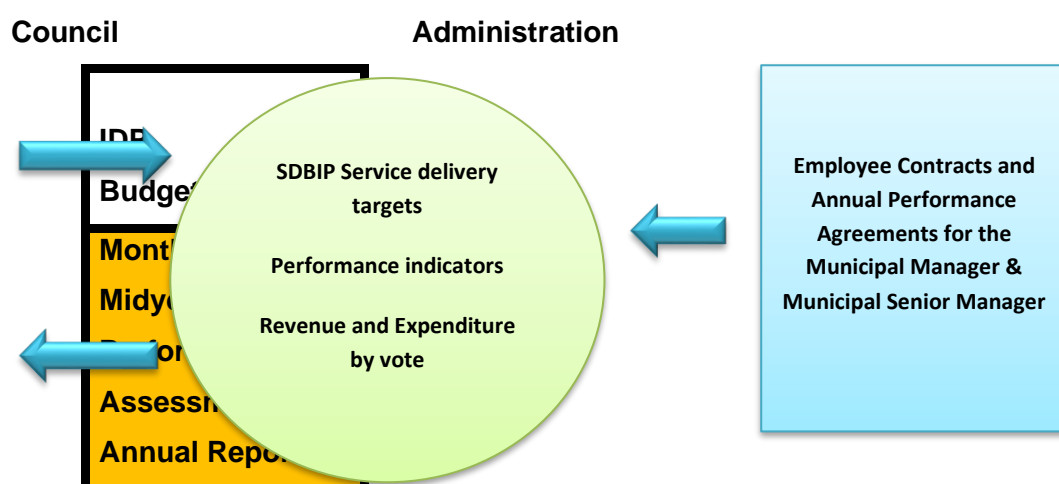 Council
Administration
Budget
SDBIP Service delivery
targets
Performance indicators
Revenue and Expenditure
by vote
Annual
Employee Contracts and
Annual Performance
Agreements for the
Municipal Manager &
Municipal Senior Manager